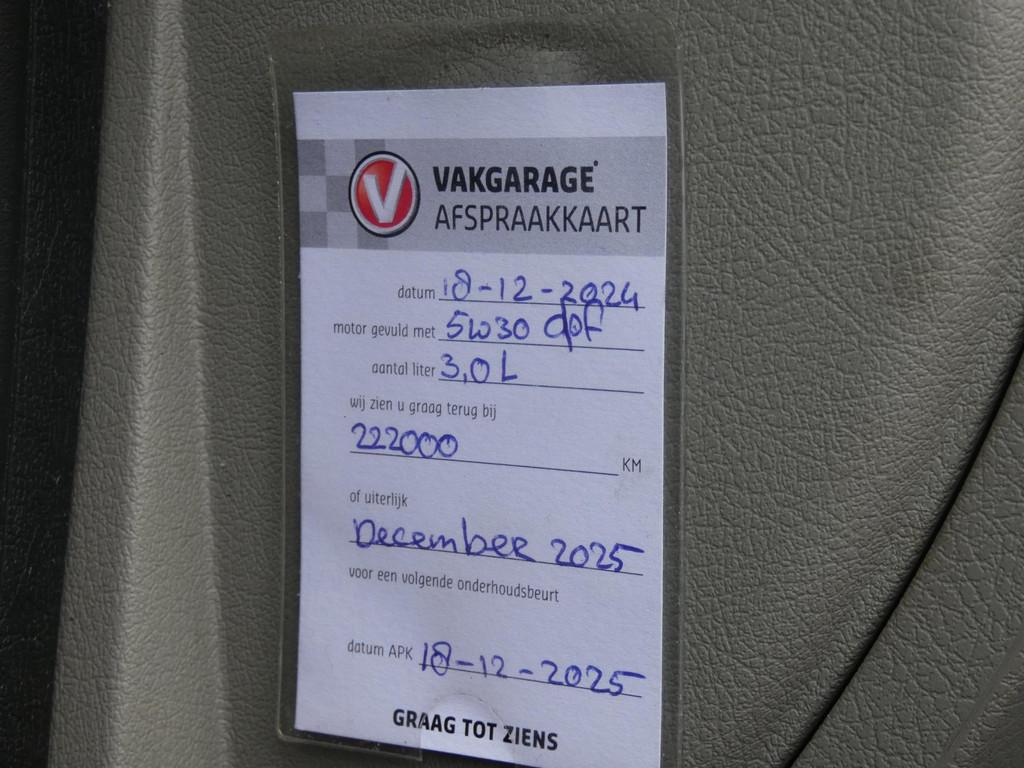 V VAKGARAGE
AFSPRAAKKAART
datum 18-12-2024
motor gevuld met 5W30 dpf
aantal liter 3,0 L
wij zien u graag terug bij
222000 KM
of uiterlijk
December 2025
voor een volgende onderhoudsbeurt
datum APK 18-12-2025
GRAAG TOT ZIENS